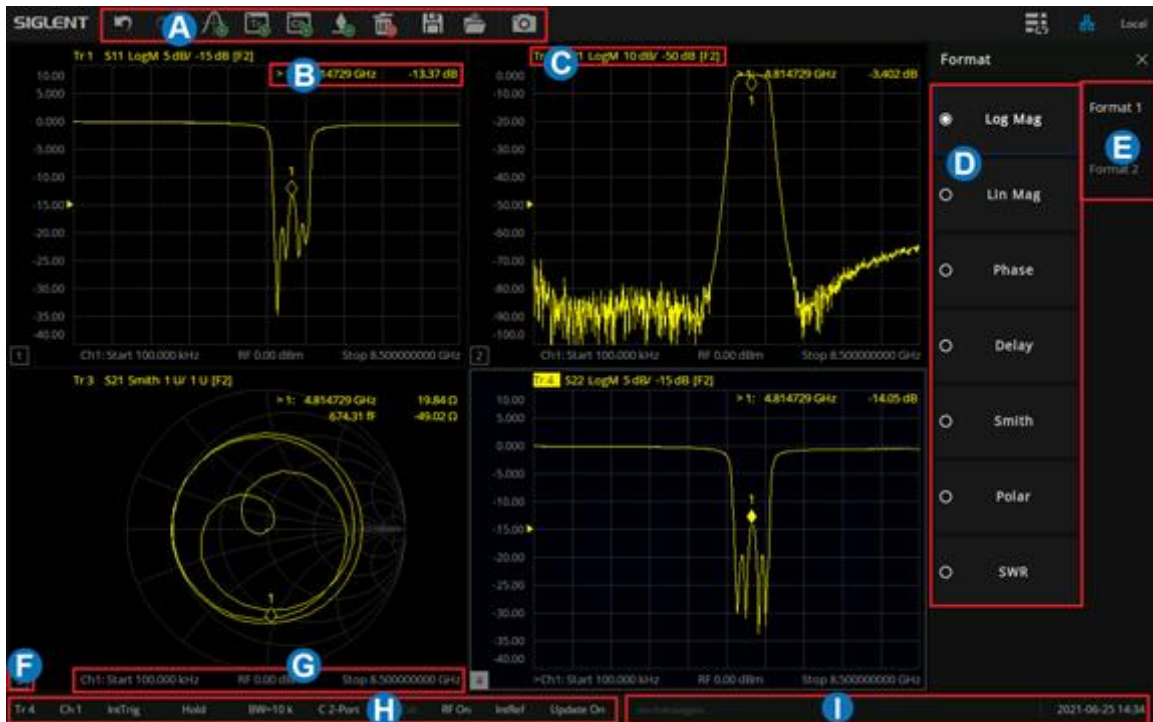 SIGLENT
A
Local
Tr 1 S11 LogM 5 dB/ -15 dB [F2]
B 4729 GHz -13.37 dB
10.00
5.000
0.000
-5.000
-10.00
-15.00
-20.00
-25.00
-30.00
-35.00
-40.00
1
1
Ch1: Start 100.000 kHz RF 0.00 dBm Stop 8.500000000 GHz
C LogM 10 dB/ -50 dB [F2]
>1: 4.814729 GHz -3.402 dB
0.000
-20.00
-30.00
-40.00
-50.00
-60.00
-70.00
-80.00
-90.00
-100.0
1
2
Ch1: Start 100.000 kHz RF 0.00 dBm Stop 8.500000000 GHz
Tr 3 S21 Smith 1 U/ 1 U [F2]
>1: 4.814729 GHz 19.84 Ω
674.31 fF -49.02 Ω
1
F
G
Ch1: Start 100.000 kHz RF 0.00 dBm Stop 8.500000000 GHz
Tr 4 S22 LogM 5 dB/ -15 dB [F2]
>1: 4.814729 GHz -14.05 dB
10.00
5.000
0.000
-5.000
-10.00
-15.00
-20.00
-25.00
-30.00
-35.00
-40.00
1
4
>Ch1: Start 100.000 kHz RF 0.00 dBm Stop 8.500000000 GHz
Format ×
D
Log Mag
Lin Mag
Phase
Delay
Smith
Polar
SWR
Format 1
E
Format 2
Tr 4 Ch 1 IntTrig Hold BW=10 k C 2-Port H RF On IntRef Update On
I
2021-06-25 14:34